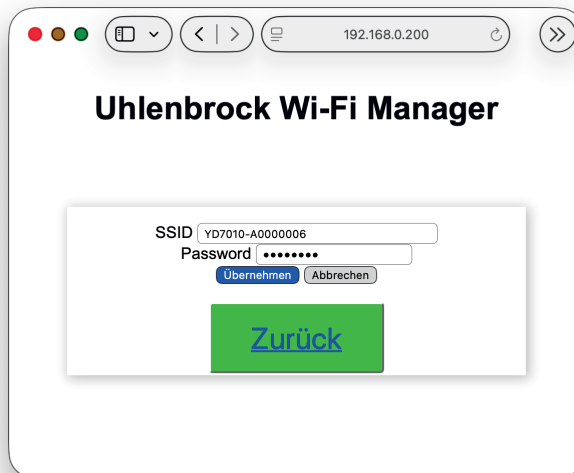 192.168.0.200
Uhlenbrock Wi-Fi Manager
SSID YD7010-A0000006
Password ••••••••
Übernehmen Abbrechen
Zurück